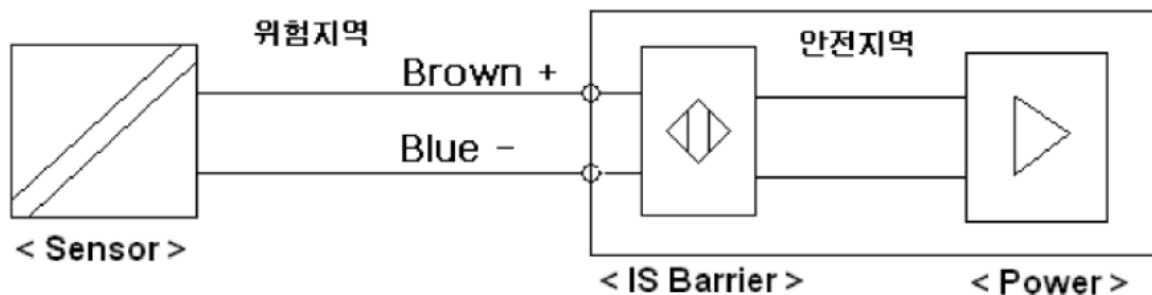 위험지역
안전지역
Brown +
Blue -
< Sensor >
< IS Barrier >
< Power >